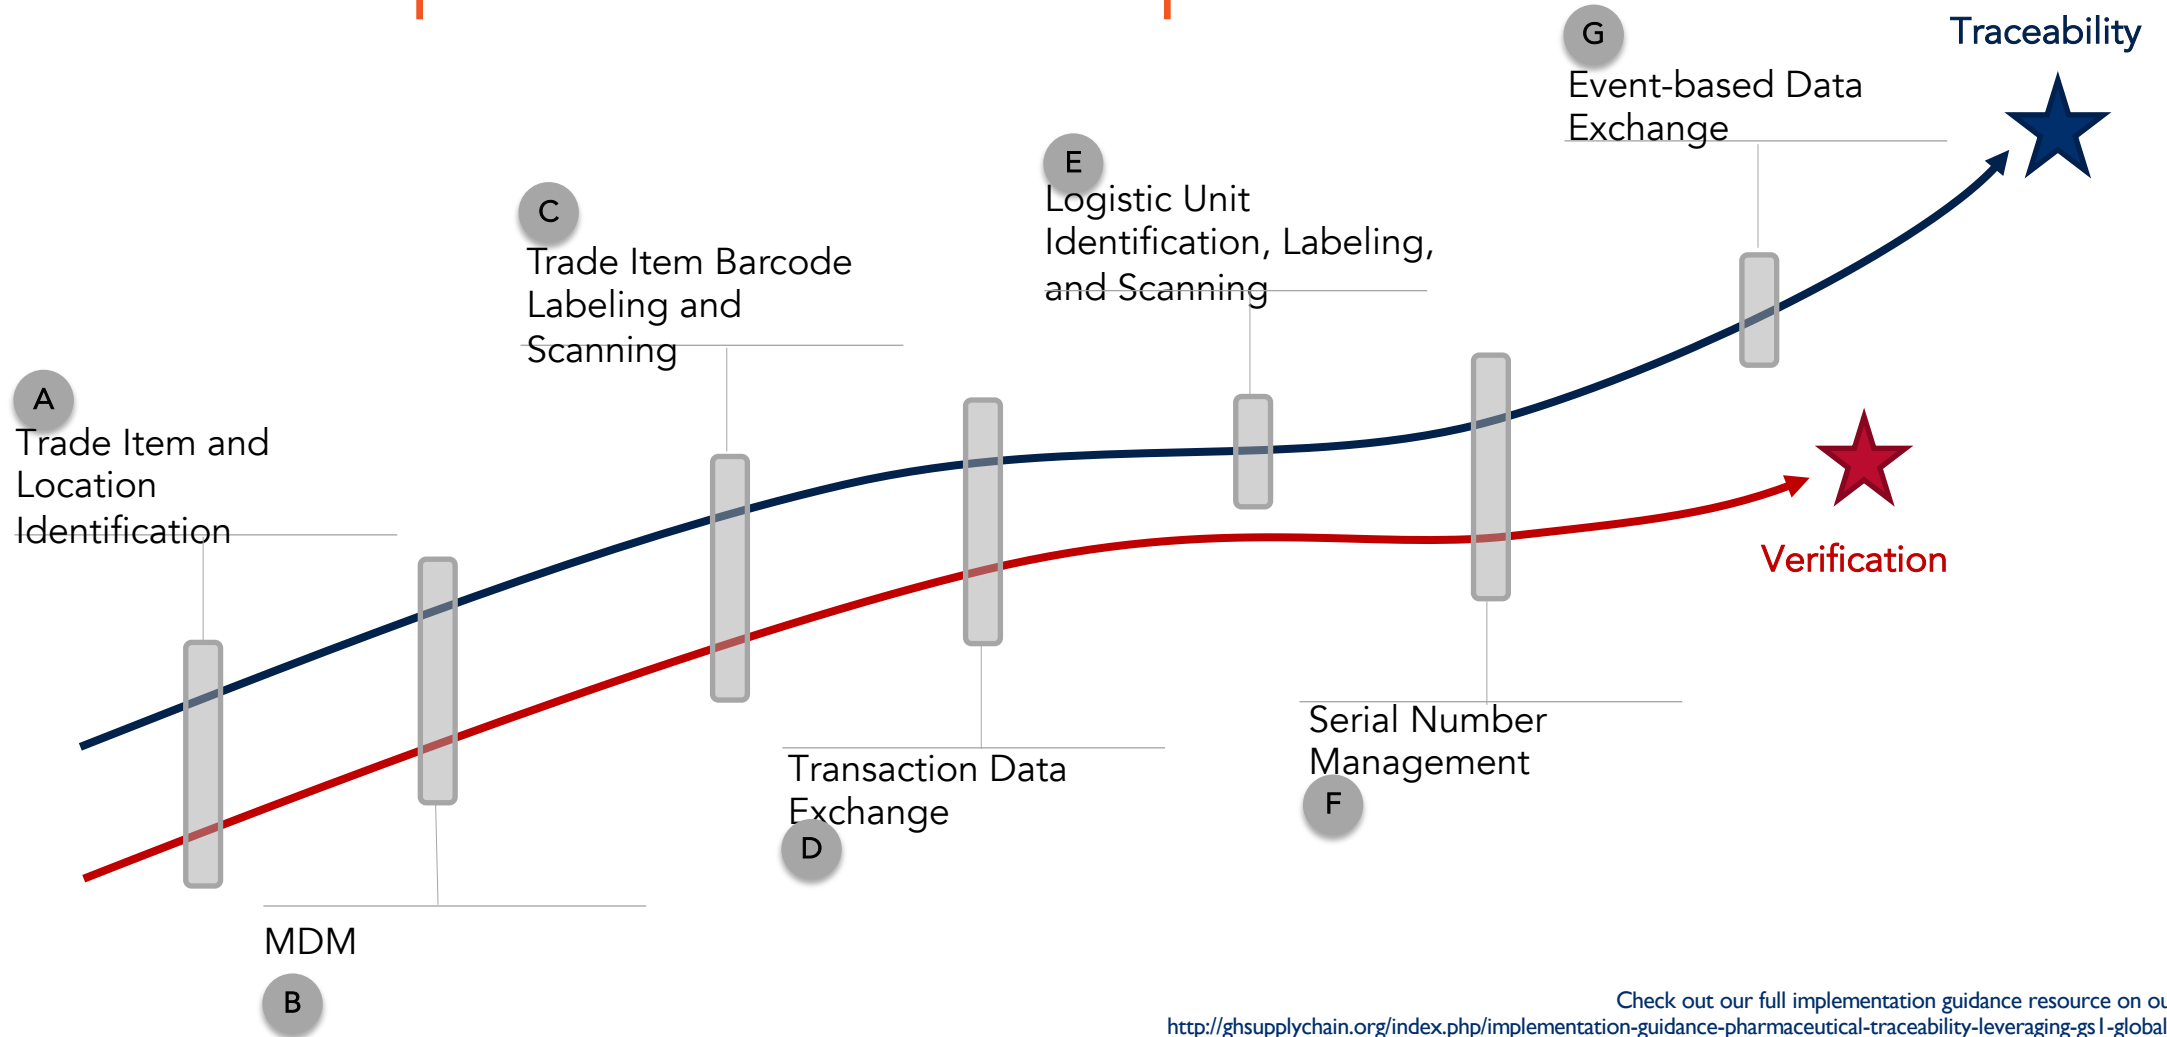 G
Traceability
Event-based Data
Exchange
E
Logistic Unit
Identification, Labeling,
and Scanning
C
Trade Item Barcode
Labeling and
Scanning
A
Trade Item and
Location
Identification
Verification
Serial Number
Management
F
Transaction Data
Exchange
D
MDM
B
Check out our full implementation guidance resource on
http://ghsupplychain.org/index.php/implementation-guidance-pharmaceutical-traceability-leveraging-gs1-global